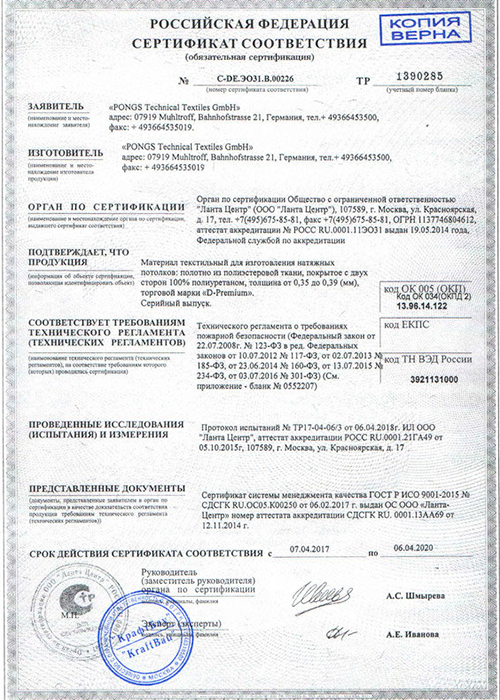 РОССИЙСКАЯ ФЕДЕРАЦИЯ
КОПИЯ
ВЕРНА
СЕРТИФИКАТ СООТВЕТСТВИЯ
(обязательная сертификация)
№ С-DE.ЭО31.В.00226
ТР 1390285
(номер сертификата соответствия)
(учетный номер бланка)
ЗАЯВИТЕЛЬ
(наименование и место-
нахождение заявителя)
«PONGS Technical Textiles GmbH»
адрес: 07919 Muhltroff, Bahnhofstrasse 21, Германия, тел.+ 49366453500,
факс: + 493664535019.
ИЗГОТОВИТЕЛЬ
(наименование и место-
нахождение изготовителя
продукции)
«PONGS Technical Textiles GmbH»
адрес: 07919 Muhltroff, Bahnhofstrasse 21, Германия, тел.+ 49366453500,
факс: + 493664535019
ОРГАН ПО СЕРТИФИКАЦИИ
(наименование и местонахождение органа по сертификации,
выдавшего сертификат соответствия)
Орган по сертификации Общество с ограниченной ответственностью
"Ланта Центр" (ООО "Ланта Центр"), 107589, г. Москва, ул. Красноярская,
д. 17, тел. +7(495)675-85-81, факс +7(495)675-85-81, ОГРН 1137746804612,
аттестат аккредитации № РОСС RU.0001.11ЭО31 выдан 19.05.2014 года,
Федеральной службой по аккредитации
ПОДТВЕРЖДАЕТ, ЧТО
ПРОДУКЦИЯ
(информация об объекте сертификации,
позволяющая идентифицировать объект)
Материал текстильный для изготовления натяжных
потолков: полотно из полиэстеровой ткани, покрытое с двух
сторон 100% полиуретаном, толщина от 0,35 до 0,39 (мм),
торговой марки «D-Premium».
Серийный выпуск.
код ОК 005 (ОКП)
Код ОК 034(ОКПД 2)
13.96.14.122
СООТВЕТСТВУЕТ ТРЕБОВАНИЯМ
ТЕХНИЧЕСКОГО РЕГЛАМЕНТА
(ТЕХНИЧЕСКИХ РЕГЛАМЕНТОВ)
(наименование технического регламента (технических
регламентов), на соответствие требованиям которого
(которых) проводилась сертификация)
Технического регламента о требованиях
пожарной безопасности (Федеральный закон от
22.07.2008г. № 123-ФЗ в ред. Федеральных
законов от 10.07.2012 № 117-ФЗ, от 02.07.2013 №
185-ФЗ, от 23.06.2014 № 160-ФЗ, от 13.07.2015 №
234-ФЗ, от 03.07.2016 № 301-ФЗ) (См.
приложение - бланк № 0552207)
код ЕКПС
код ТН ВЭД России
3921131000
ПРОВЕДЕННЫЕ ИССЛЕДОВАНИЯ
(ИСПЫТАНИЯ) И ИЗМЕРЕНИЯ
Протокол испытаний № ТР17-04-06/3 от 06.04.2018г. ИЛ ООО
"Ланта Центр", аттестат аккредитации РОСС RU.0001.21ГА49 от
05.10.2015г, 107589, г. Москва, ул. Красноярская, д. 17
ПРЕДСТАВЛЕННЫЕ ДОКУМЕНТЫ
(документы, представленные заявителем в орган по
сертификации в качестве доказательств соответствия
продукции требованиям технического регламента
(технических регламентов))
Сертификат системы менеджмента качества ГОСТ Р ИСО 9001-2015 №
СДСГК RU.ОС05.К00250 от 06.02.2017 г. выдан ОС ООО «Ланта-
Центр» номер аттестата аккредитации СДСГК RU. 0001.13АА69 от
12.11.2014 г.
СРОК ДЕЙСТВИЯ СЕРТИФИКАТА СООТВЕТСТВИЯ с 07.04.2017 по 06.04.2020
Руководитель
(заместитель руководителя)
органа по сертификации
подпись, инициалы, фамилия
А.С. Шмырева
М.П.
Эксперт (эксперты)
подпись, инициалы, фамилия
А.Е. Иванова
"КрафтБау"
"KraftBau"
МОСКВА